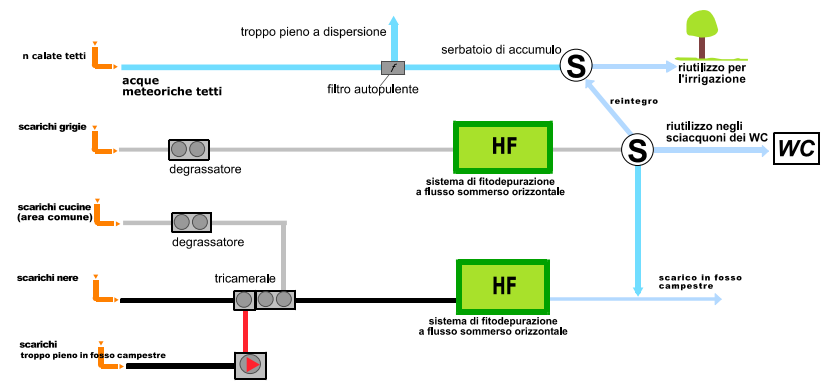 troppo pieno a dispersione
n calate tetti
serbatoio di accumulo
S
f
acque
meteoriche tetti
filtro autopulente
riutilizzo per
l'irrigazione
reintegro
scarichi grigie
degrassatore
HF
S
riutilizzo negli
sciacquoni dei WC
WC
sistema di fitodepurazione
a flusso sommerso orizzontale
scarichi cucine
(area comune)
degrassatore
scarichi nere
tricamerale
HF
scarico in fosso
campestre
sistema di fitodepurazione
a flusso sommerso orizzontale
scarichi
troppo pieno in fosso campestre